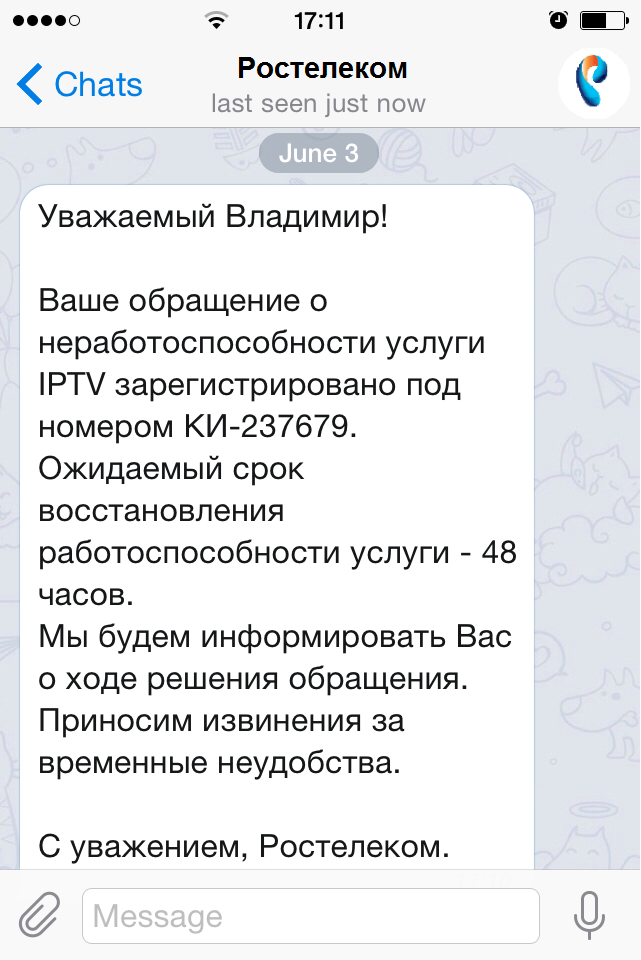 17:11
Chats
Ростелеком
last seen just now
June 3
Уважаемый Владимир!
Ваше обращение о
неработоспособности услуги
IPTV зарегистрировано под
номером КИ-237679.
Ожидаемый срок
восстановления
работоспособности услуги - 48
часов.
Мы будем информировать Вас
о ходе решения обращения.
Приносим извинения за
временные неудобства.
С уважением, Ростелеком.
Message